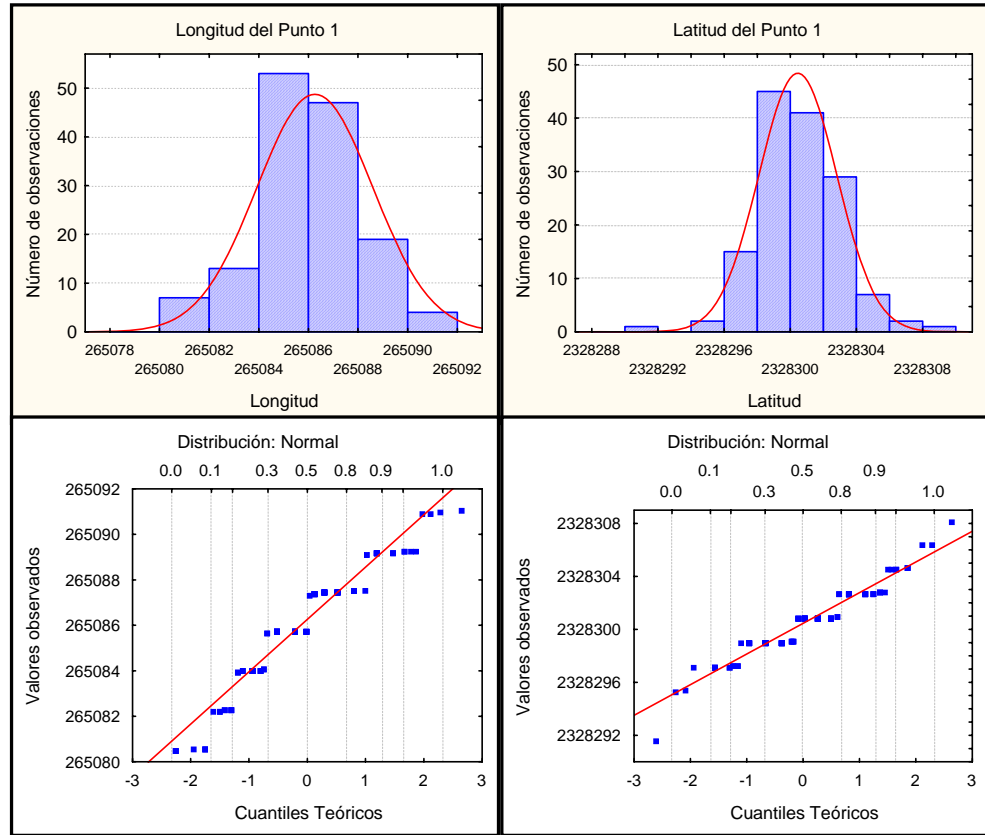 Longitud del Punto 1
Número de observaciones
50
40
30
20
10
0
265078 265082 265086 265090
265080 265084 265088 265092
Longitud
Latitud del Punto 1
Número de observaciones
50
40
30
20
10
0
2328288 2328296 2328304
2328292 2328300 2328308
Latitud
Distribución: Normal
0.0 0.1 0.3 0.5 0.8 0.9 1.0
Valores observados
265092
265090
265088
265086
265084
265082
265080
-3 -2 -1 0 1 2 3
Cuantiles Teóricos
Distribución: Normal
0.1 0.5 0.9
0.0 0.3 0.8 1.0
Valores observados
2328308
2328304
2328300
2328296
2328292
-3 -2 -1 0 1 2 3
Cuantiles Teóricos